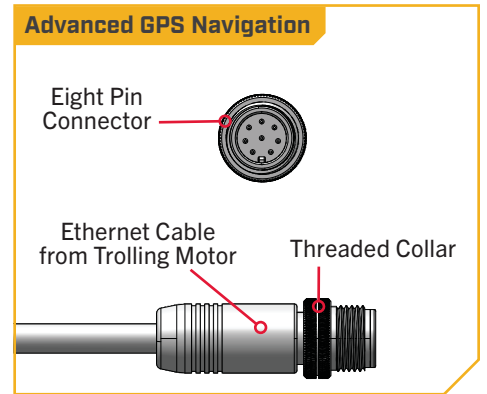 Advanced GPS Navigation
Eight Pin
Connector
Ethernet Cable
from Trolling Motor
Threaded Collar